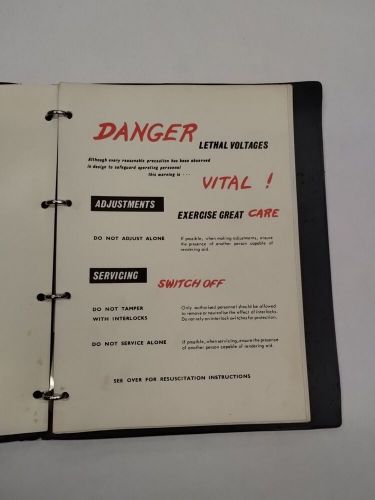 DANGER
LETHAL VOLTAGES
Although every reasonable precaution has been observed
in design to safeguard operating personnel
this warning is - - -
VITAL !
ADJUSTMENTS
EXERCISE GREAT CARE
DO NOT ADJUST ALONE
If possible, when making adjustments, ensure
the presence of another person capable of
rendering aid.
SERVICING
SWITCH OFF
DO NOT TAMPER
WITH INTERLOCKS
Only authorised personnel should be allowed
to remove or neutralise the effect of interlocks.
Do not rely on interlock switches for protection.
DO NOT SERVICE ALONE
If possible, when servicing, ensure the presence
of another person capable of rendering aid.
SEE OVER FOR RESUSCITATION INSTRUCTIONS